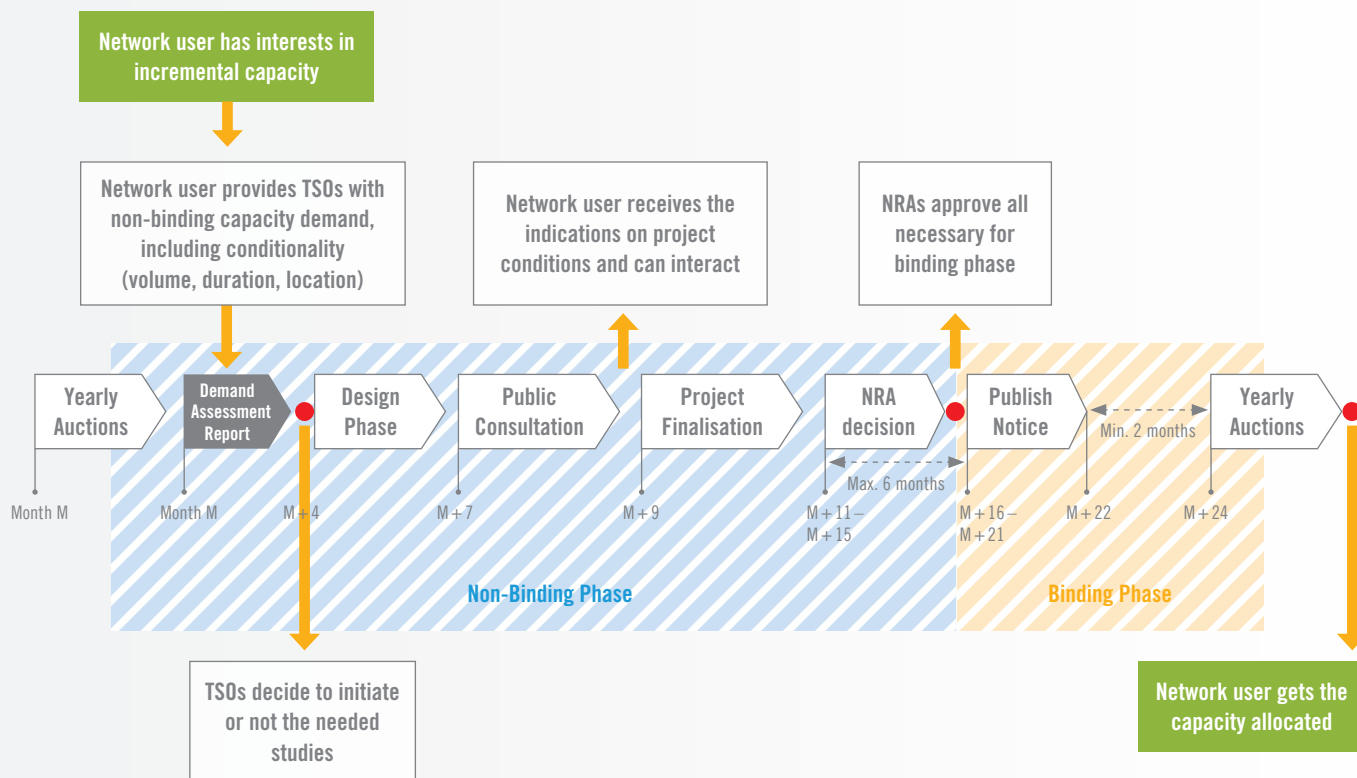 Network user has interests in
incremental capacity
Network user provides TSOs with
non-binding capacity demand,
including conditionality
(volume, duration, location)
Network user receives the
indications on project
conditions and can interact
NRAs approve all
necessary for
binding phase
Yearly
Auctions
Demand
Assessment
Report
Design
Phase
Public
Consultation
Project
Finalisation
NRA
decision
Publish
Notice
Min. 2 months
Yearly
Auctions
Max. 6 months
Month M
Month M
M + 4
M + 7
M + 9
M + 11 –
M + 15
M + 16 –
M + 21
M + 22
M + 24
Non-Binding Phase
Binding Phase
TSOs decide to initiate
or not the needed
studies
Network user gets the
capacity allocated